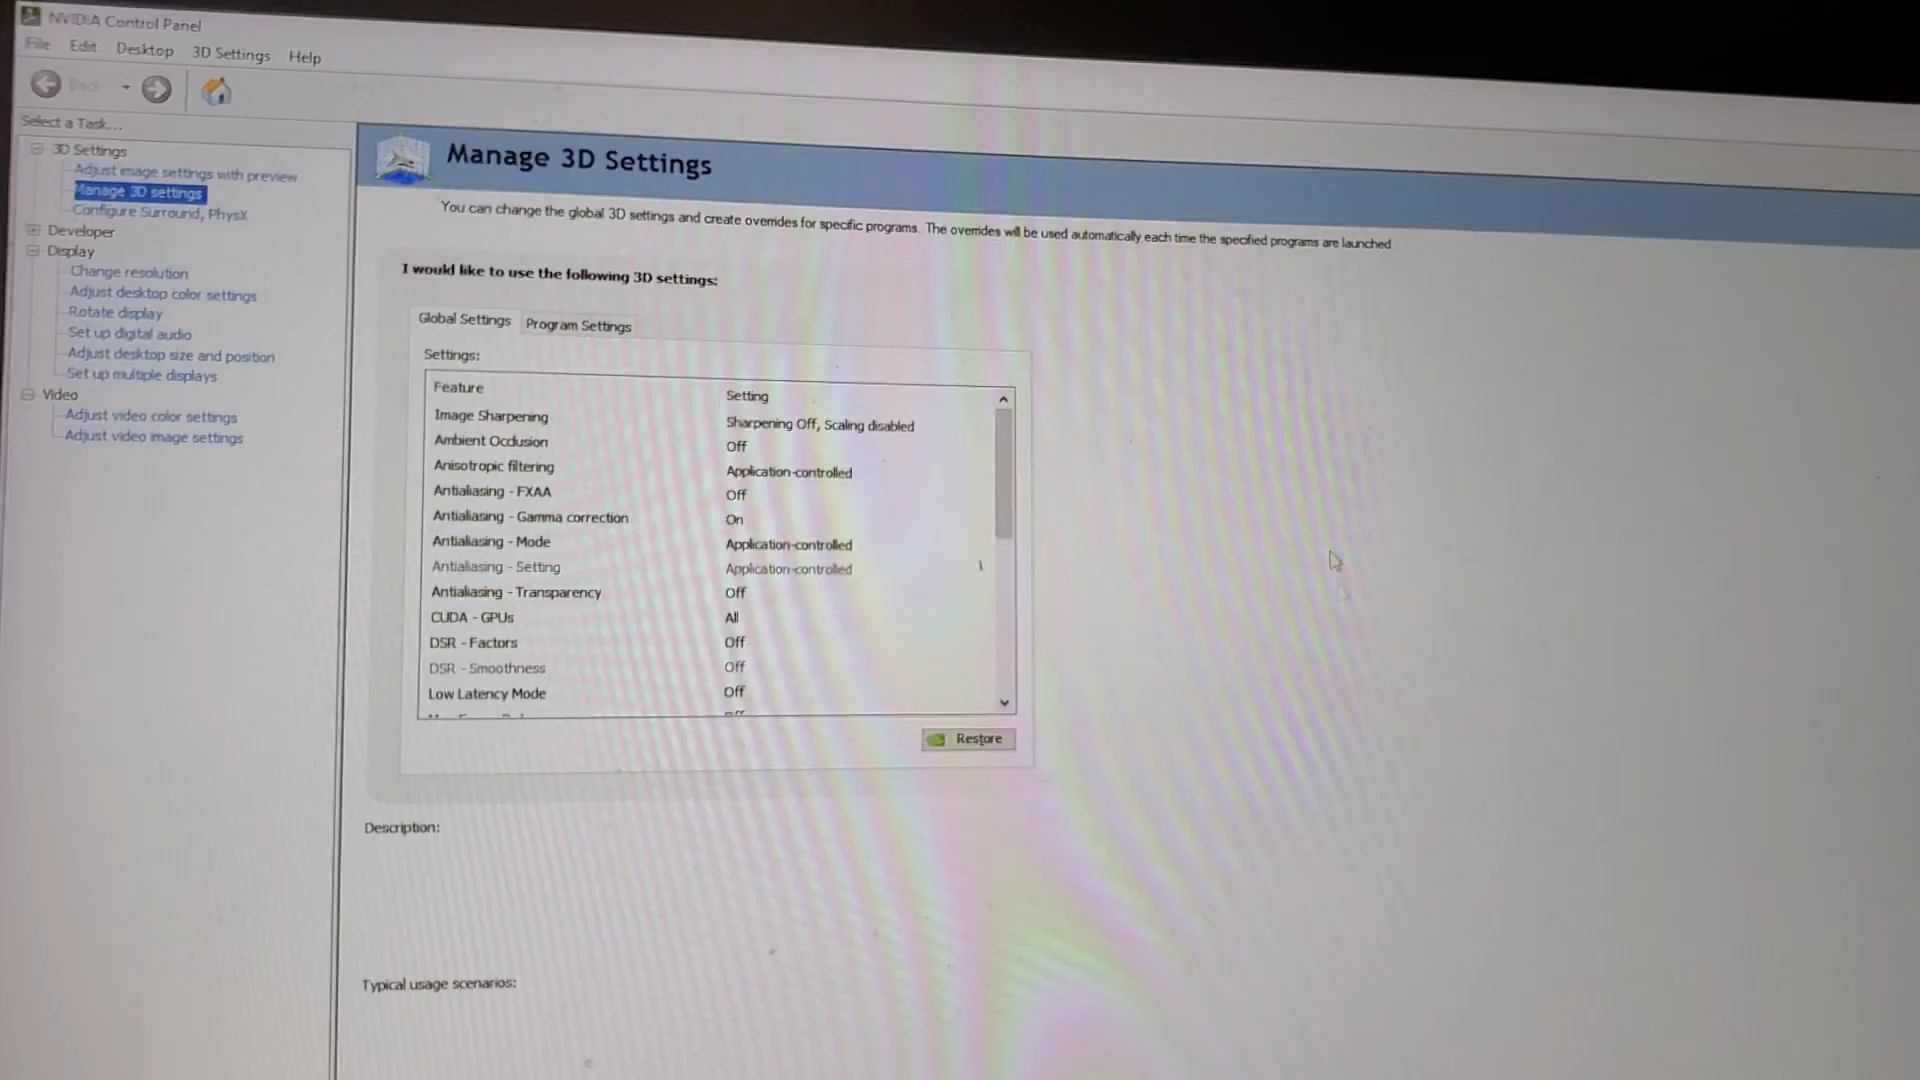 NVIDIA Control Panel
File Edit Desktop 3D Settings Help
Back
Select a Task...
3D Settings
Adjust image settings with preview
Manage 3D settings
Configure Surround, PhysX
Developer
Display
Change resolution
Adjust desktop color settings
Rotate display
Set up digital audio
Adjust desktop size and position
Set up multiple displays
Video
Adjust video color settings
Adjust video image settings
Manage 3D Settings
You can change the global 3D settings and create overrides for specific programs. The overrides will be used automatically each time the specified programs are launched.
I would like to use the following 3D settings:
Global Settings Program Settings
Settings:
Feature Setting
Image Sharpening Sharpening Off, Scaling disabled
Ambient Occlusion Off
Anisotropic filtering Application-controlled
Antialiasing - FXAA Off
Antialiasing - Gamma correction On
Antialiasing - Mode Application-controlled
Antialiasing - Setting Application-controlled
Antialiasing - Transparency Off
CUDA - GPUs All
DSR - Factors Off
DSR - Smoothness Off
Low Latency Mode Off
Restore
Description:
Typical usage scenarios: